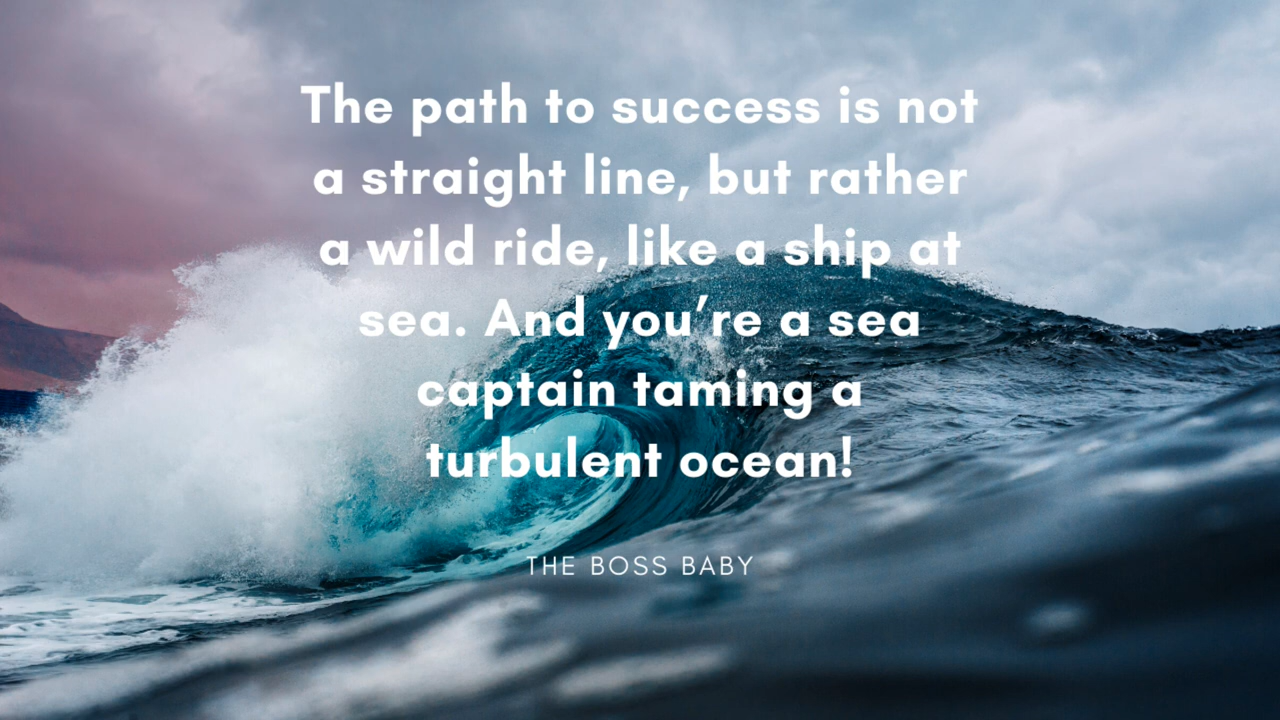 The path to success is not
a straight line, but rather
a wild ride, like a ship at
sea. And you’re a sea
captain taming a
turbulent ocean!
THE BOSS BABY